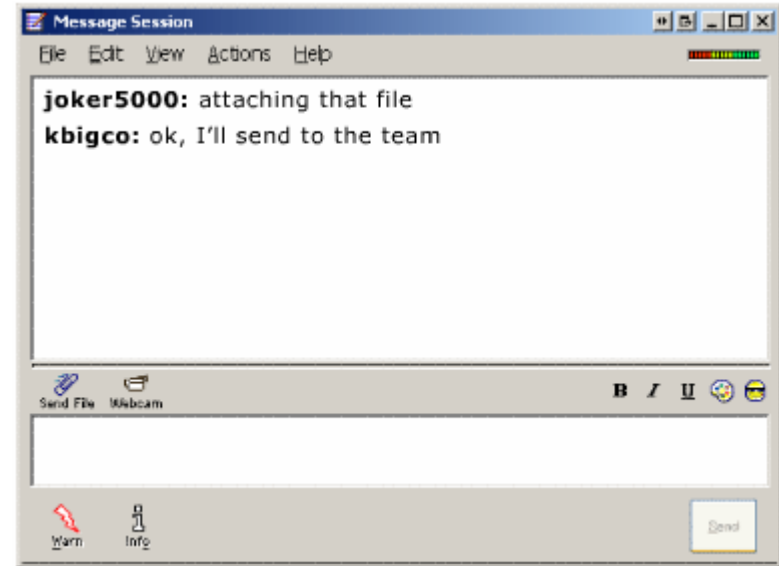 Message Session
File Edit View Actions Help
joker5000: attaching that file
kbigco: ok, I’ll send to the team
Send File Webcam
B I U
Warn Info Send